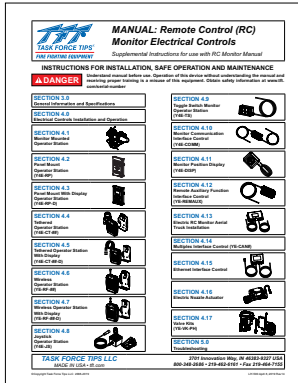 MANUAL: Remote Control (RC)
Monitor Electrical Controls
Supplemental Instructions for use with RC Monitor Manual
TASK FORCE TIPS
FIRE FIGHTING EQUIPMENT
INSTRUCTIONS FOR INSTALLATION, SAFE OPERATION AND MAINTENANCE
DANGER
Understand manual before use. Operation of this device without understanding the manual and
receiving proper training is a misuse of this equipment. Obtain safety information at www.tft.
com/serial-number
SECTION 3.0
General Information and Specifications
SECTION 4.0
Electrical Controls Installation and Operation
SECTION 4.1
Monitor Mounted
Operator Station
SECTION 4.2
Panel Mount
Operator Station
(Y4E-RP)
SECTION 4.3
Panel Mount With Display
Operator Station
(Y4E-RP-D)
SECTION 4.4
Tethered
Operator Station
(Y4E-CT-##)
SECTION 4.5
Tethered Operator Station
With Display
(Y4E-CT-##-D)
SECTION 4.6
Wireless
Operator Station
(Y4E-RF-##)
SECTION 4.7
Wireless Operator Station
With Display
(Y4E-RF-##-D)
SECTION 4.8
Joystick
Operator Station
(Y4E-JS)
SECTION 4.9
Toggle Switch Monitor
Operator Station
(Y4E-TS)
SECTION 4.10
Monitor Communication
Interface Control
(Y4E-COMM)
SECTION 4.11
Monitor Position Display
(Y4E-DISP)
SECTION 4.12
Remote Auxiliary Function
Interface Control
(YE-REMAUX)
SECTION 4.13
Electric RC Monitor Aerial
Truck Installation
SECTION 4.14
Multiplex Interface Control (YE-CAN#)
SECTION 4.15
Ethernet Interface Control
SECTION 4.16
Electric Nozzle Actuator
SECTION 4.17
Valve Kits
(Y4E-VK-PH)
SECTION 5.0
Troubleshooting
TASK FORCE TIPS LLC
MADE IN USA • tft.com
2701 Innovation Way, IN 46383-9327 USA
800-348-2686 • 219-462-6161 • Fax 219-464-7155